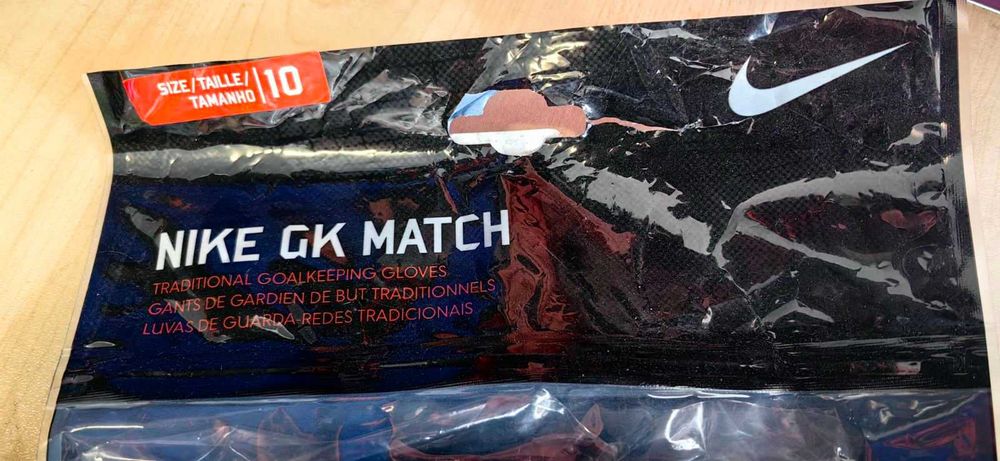 SIZE/TAILLE/
TAMANHO
10
NIKE GK MATCH
TRADITIONAL GOALKEEPING GLOVES
GANTS DE GARDIEN DE BUT TRADITIONNELS
LUVAS DE GUARDA-REDES TRADICIONAIS